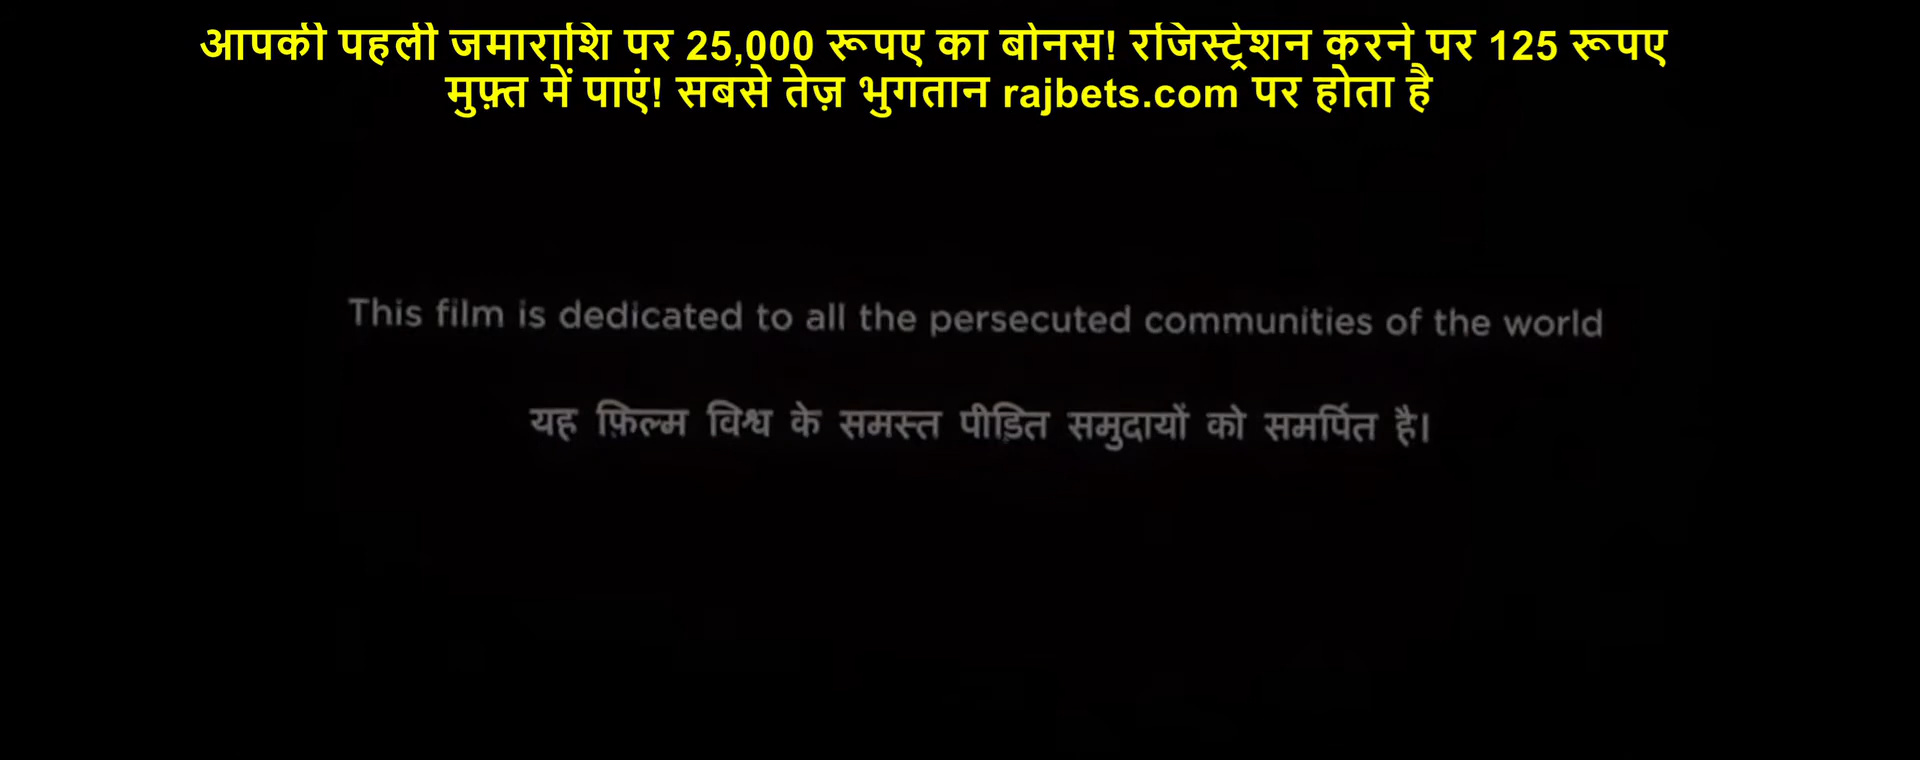 आपकी पहली जमाराशि पर 25,000 रूपए का बोनस! रजिस्ट्रेशन करने पर 125 रूपए
मुफ़्त में पाएं! सबसे तेज़ भुगतान rajbets.com पर होता है
This film is dedicated to all the persecuted communities of the world
यह फ़िल्म विश्व के समस्त पीड़ित समुदायों को समर्पित है।